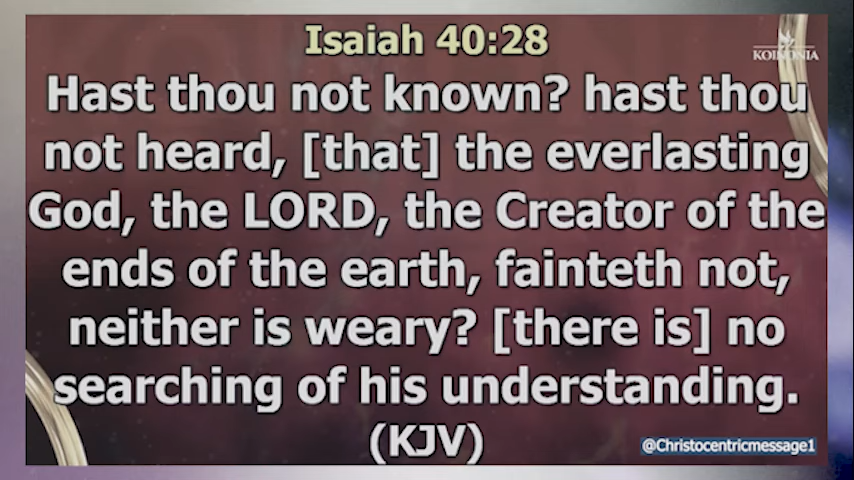 Isaiah 40:28
KOINONIA
Hast thou not known? hast thou
not heard, [that] the everlasting
God, the LORD, the Creator of the
ends of the earth, fainteth not,
neither is weary? [there is] no
searching of his understanding.
(KJV)
@Christocentricmessage1